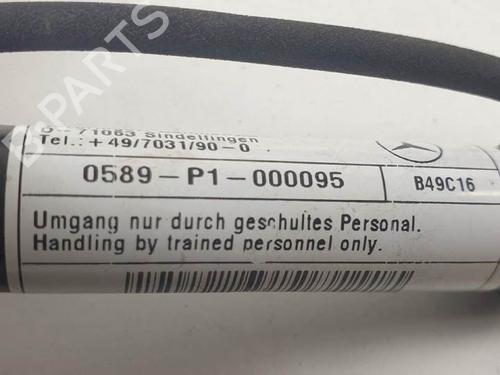 B-PARTS
D-71063 Sindelfingen
Tel.: +49/7031/90-0
0589-P1-000095 B49C16
Umgang nur durch geschultes Personal.
Handling by trained personnel only.